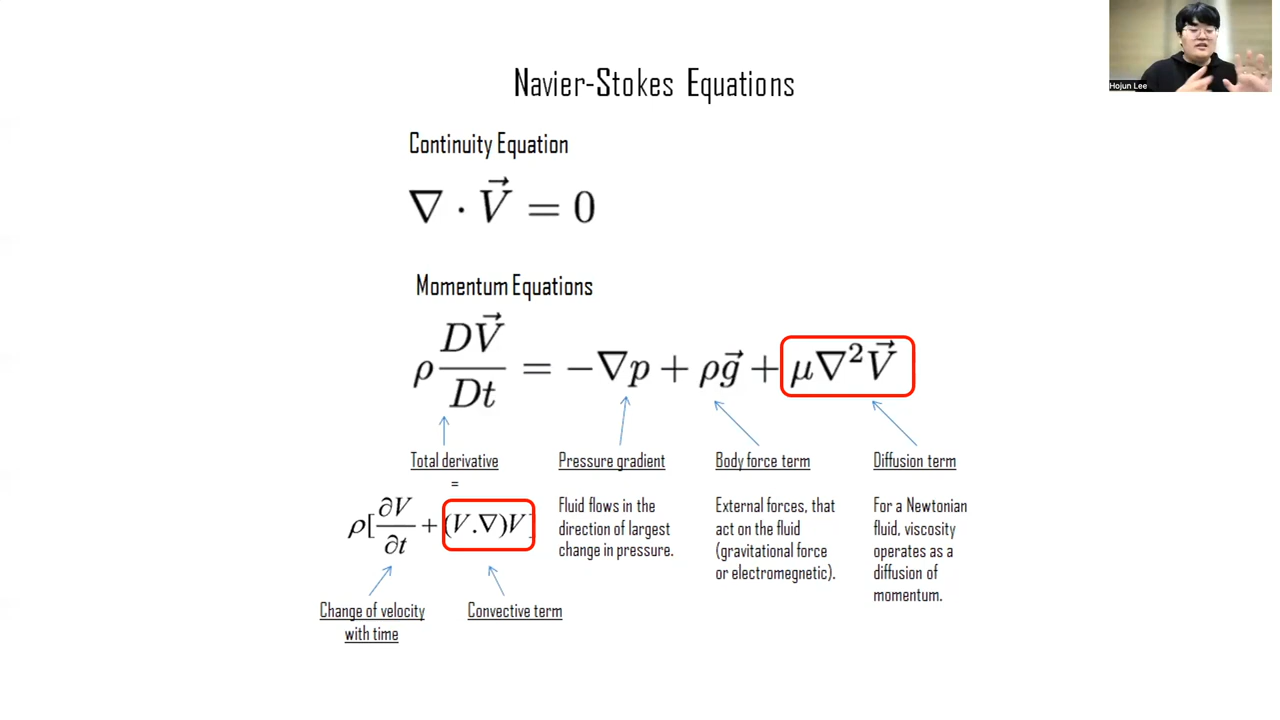 Hojun Lee
Navier-Stokes Equations
Continuity Equation
∇ · V⃗ = 0
Momentum Equations
ρ DV⃗/Dt = −∇p + ρg⃗ + μ∇²V⃗
Total derivative
=
ρ[∂V/∂t + (V.∇)V]
Change of velocity
with time
Convective term
Pressure gradient
Fluid flows in the
direction of largest
change in pressure.
Body force term
External forces, that
act on the fluid
(gravitational force
or electromegnetic).
Diffusion term
For a Newtonian
fluid, viscosity
operates as a
diffusion of
momentum.